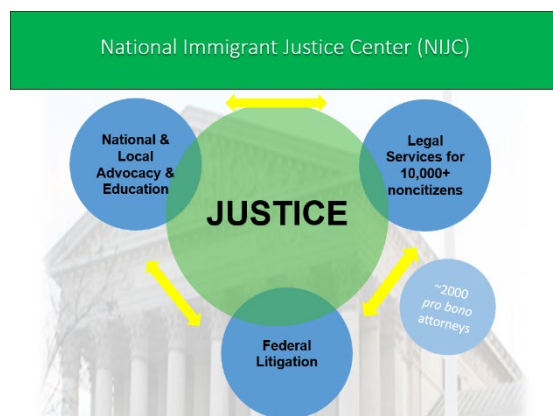 National Immigrant Justice Center (NIJC)
National &
Local
Advocacy &
Education
Legal
Services for
10,000+
noncitizens
JUSTICE
~2000
pro bono
attorneys
Federal
Litigation